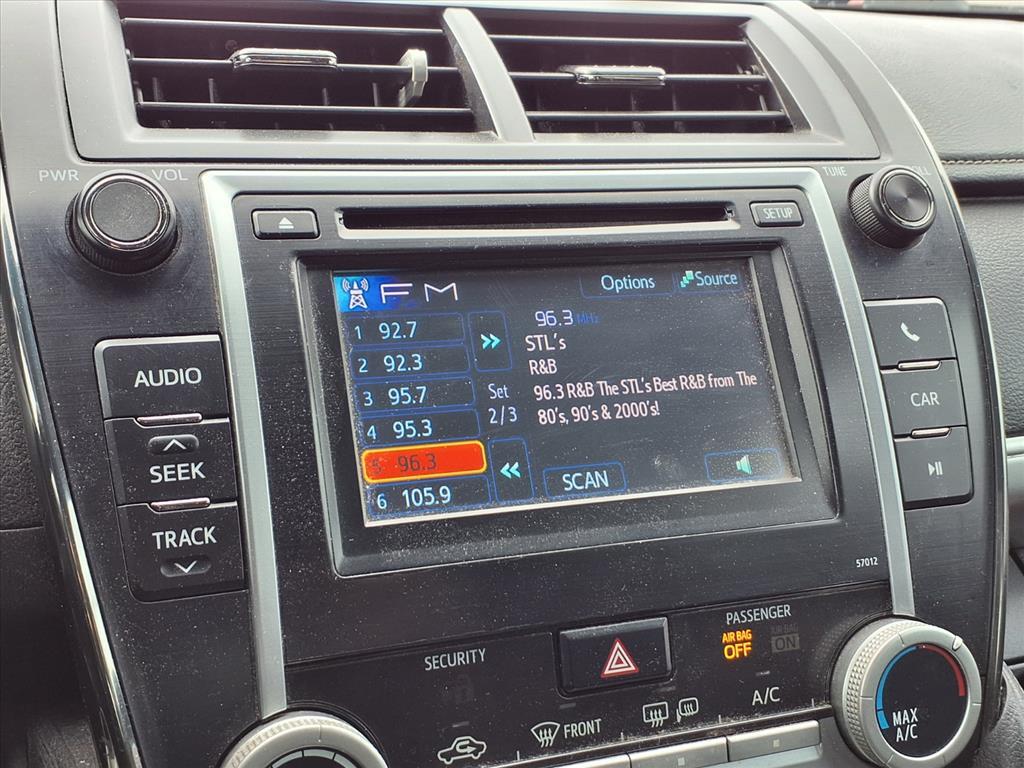 PWR VOL
TUNE
SETUP
FM
Options
Source
1 92.7
2 92.3
3 95.7
4 95.3
5 96.3
6 105.9
Set
2/3
96.3 MHz
STL's
R&B
96.3 R&B The STL's Best R&B from The
80's, 90's & 2000's!
SCAN
AUDIO
SEEK
TRACK
CAR
57012
SECURITY
PASSENGER
AIR BAG
OFF
ON
FRONT
A/C
MAX
A/C